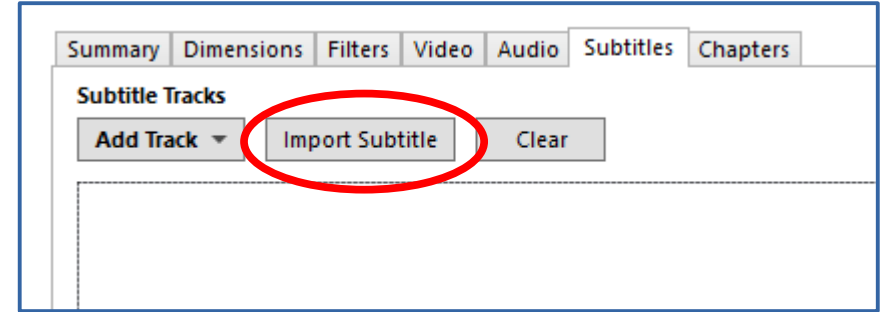 Summary Dimensions Filters Video Audio Subtitles Chapters
Subtitle Tracks
Add Track Import Subtitle Clear